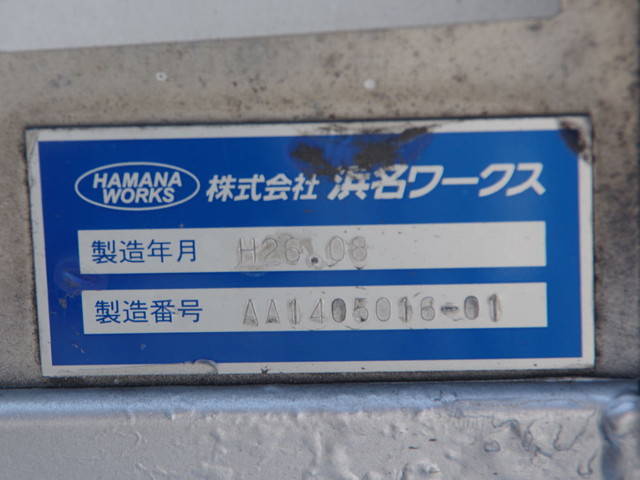 HAMANA
WORKS
株式会社 浜名ワークス
製造年月 H26.08
製造番号 AA1405016-01